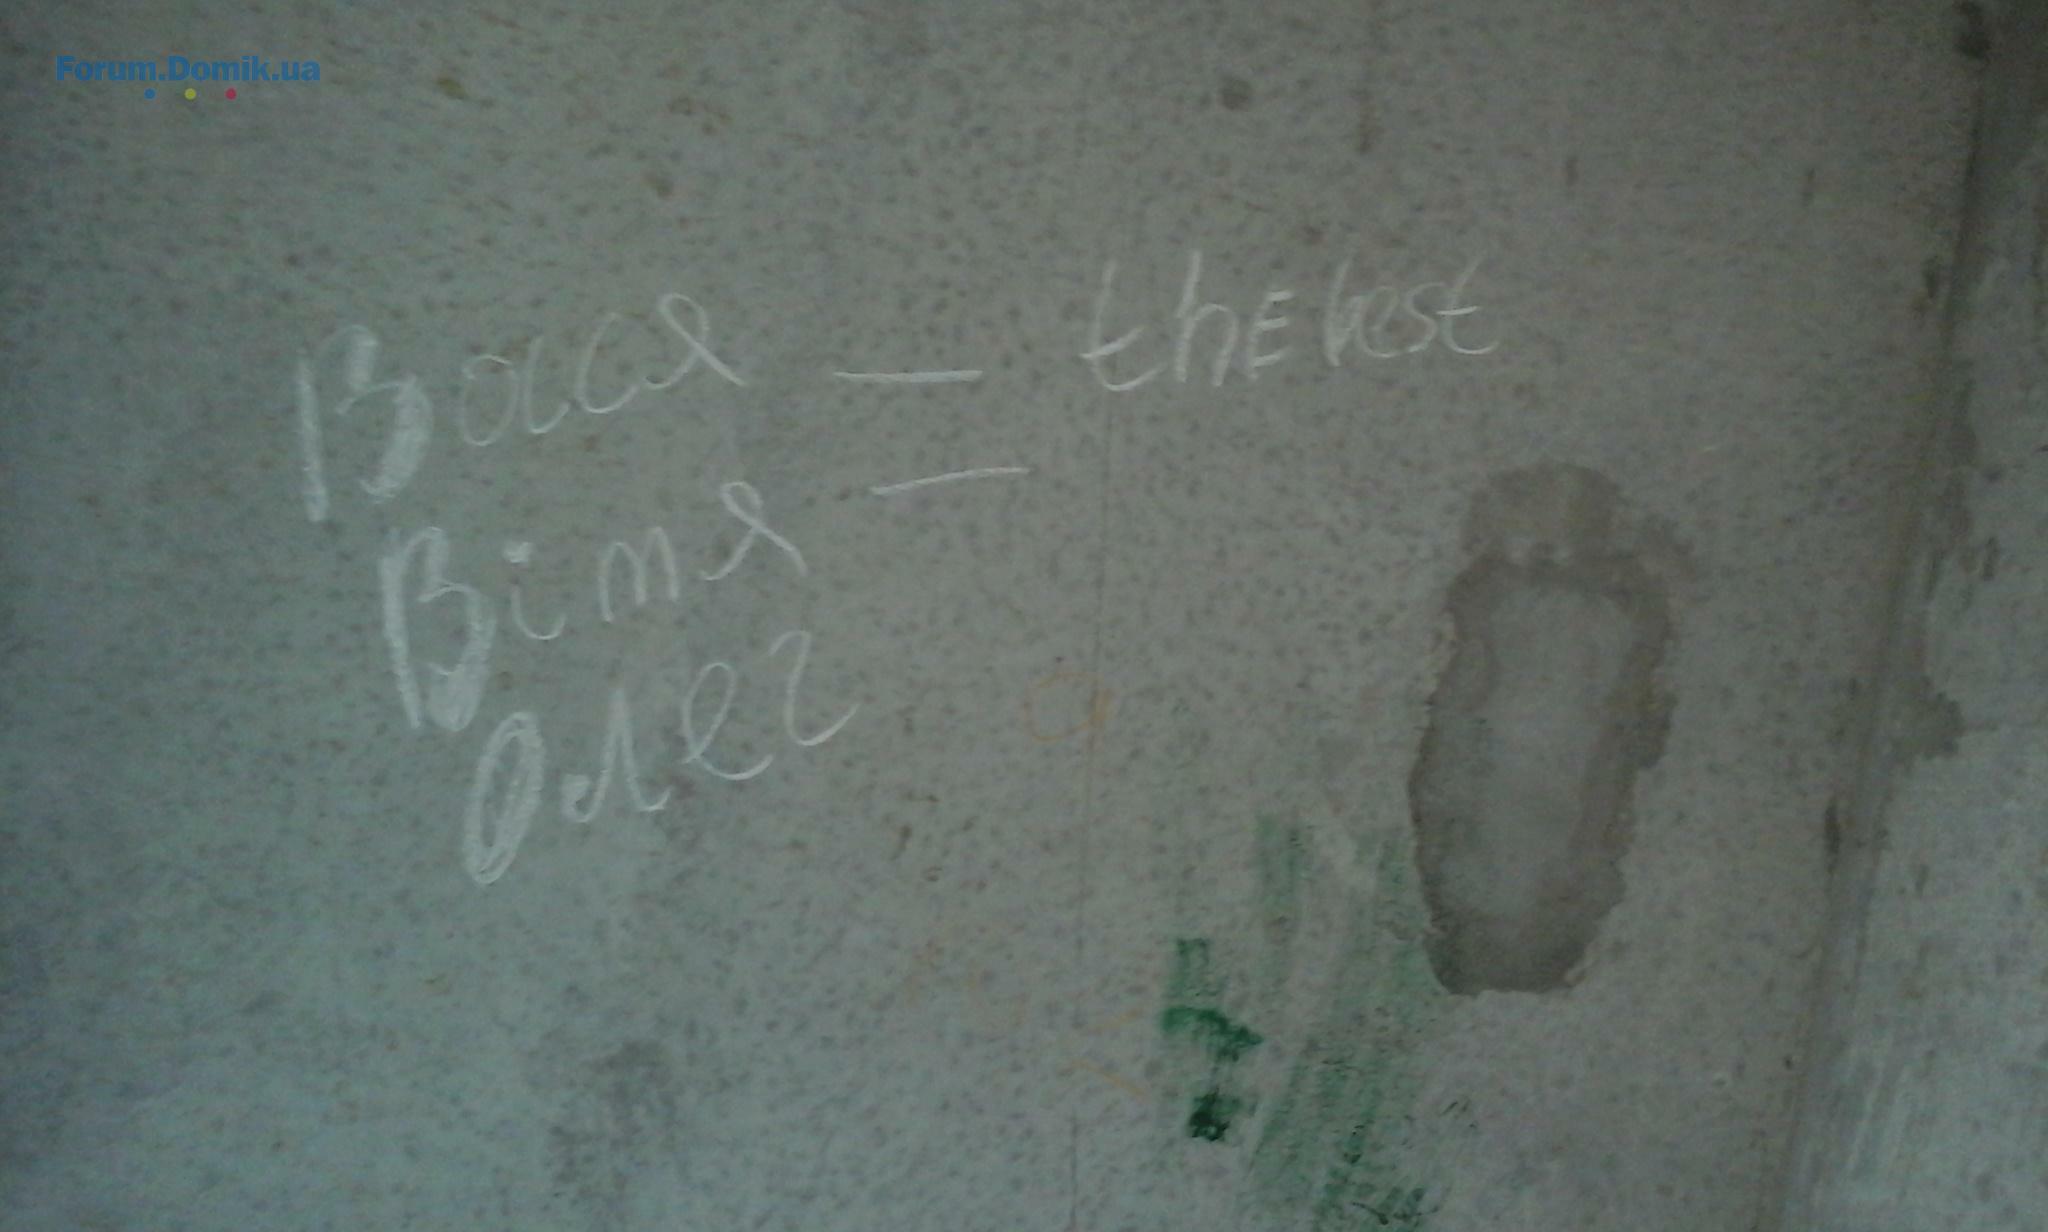 Forum.Domik.ua
Вася — thE best
Вітя —
Олег